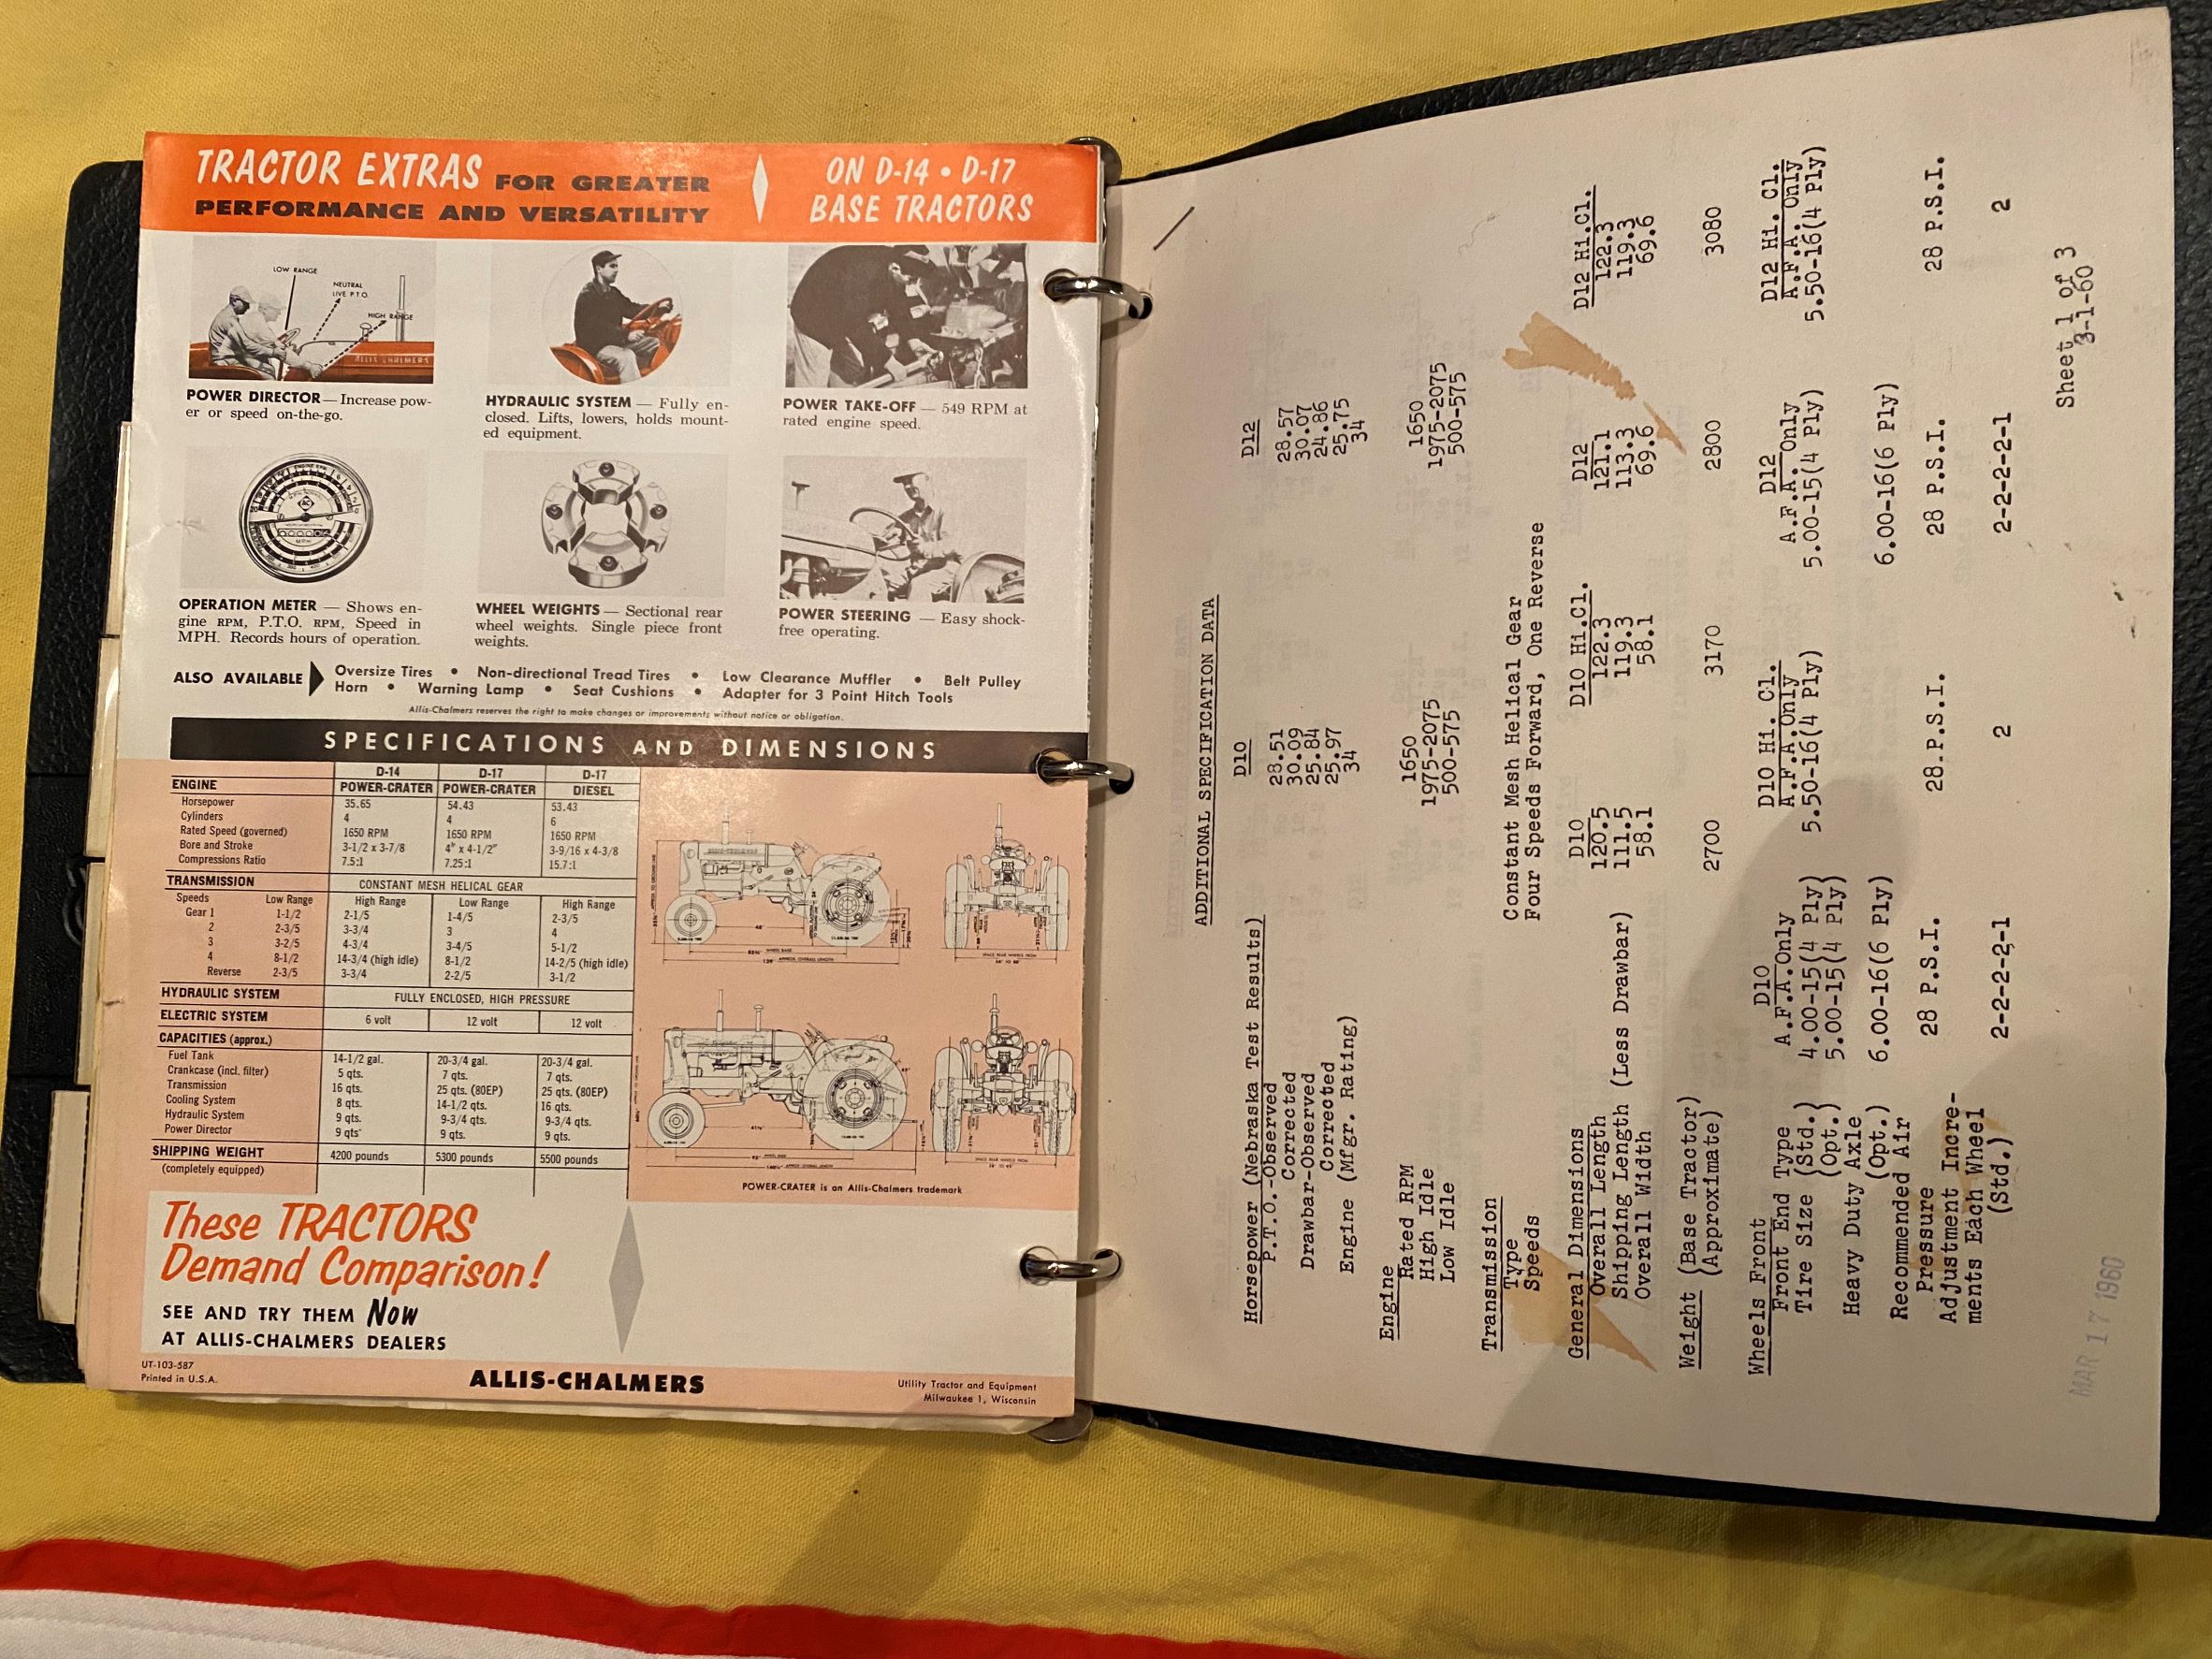 TRACTOR EXTRAS FOR GREATER
PERFORMANCE AND VERSATILITY
ON D-14 • D-17
BASE TRACTORS
LOW RANGE
NEUTRAL
LIVE P.T.O.
HIGH RANGE
ALLIS-CHALMERS
POWER DIRECTOR — Increase pow-
er or speed on-the-go.
HYDRAULIC SYSTEM — Fully en-
closed. Lifts, lowers, holds mount-
ed equipment.
POWER TAKE-OFF — 549 RPM at
rated engine speed.
OPERATION METER — Shows en-
gine RPM, P.T.O. RPM, Speed in
MPH. Records hours of operation.
WHEEL WEIGHTS — Sectional rear
wheel weights. Single piece front
weights.
POWER STEERING — Easy shock-
free operating.
ALSO AVAILABLE
Oversize Tires • Non-directional Tread Tires • Low Clearance Muffler • Belt Pulley
Horn • Warning Lamp • Seat Cushions • Adapter for 3 Point Hitch Tools
Allis-Chalmers reserves the right to make changes or improvements without notice or obligation.
SPECIFICATIONS AND DIMENSIONS
D-14 D-17 D-17
ENGINE POWER-CRATER POWER-CRATER DIESEL
Horsepower 35.65 54.43 53.43
Cylinders 4 4 6
Rated Speed (governed) 1650 RPM 1650 RPM 1650 RPM
Bore and Stroke 3-1/2 x 3-7/8 4" x 4-1/2" 3-9/16 x 4-3/8
Compressions Ratio 7.5:1 7.25:1 15.7:1
TRANSMISSION CONSTANT MESH HELICAL GEAR
Speeds Low Range High Range Low Range High Range
Gear 1 1-1/2 2-1/5 1-4/5 2-3/5
2 2-3/5 3-3/4 3 4
3 3-2/5 4-3/4 3-4/5 5-1/2
4 8-1/2 14-3/4 (high idle) 8-1/2 14-2/5 (high idle)
Reverse 2-3/5 3-3/4 2-2/5 3-1/2
HYDRAULIC SYSTEM FULLY ENCLOSED, HIGH PRESSURE
ELECTRIC SYSTEM 6 volt 12 volt 12 volt
CAPACITIES (approx.)
Fuel Tank 14-1/2 gal. 20-3/4 gal. 20-3/4 gal.
Crankcase (incl. filter) 5 qts. 7 qts. 7 qts.
Transmission 16 qts. 25 qts. (80EP) 25 qts. (80EP)
Cooling System 8 qts. 14-1/2 qts. 16 qts.
Hydraulic System 9 qts. 9-3/4 qts. 9-3/4 qts.
Power Director 9 qts 9 qts. 9 qts.
SHIPPING WEIGHT 4200 pounds 5300 pounds 5500 pounds
(completely equipped)
POWER-CRATER is an Allis-Chalmers trademark
These TRACTORS
Demand Comparison!
SEE AND TRY THEM Now
AT ALLIS-CHALMERS DEALERS
UT-103-587
Printed in U.S.A.
ALLIS-CHALMERS
Utility Tractor and Equipment
Milwaukee 1, Wisconsin
ADDITIONAL SPECIFICATION DATA
Horsepower (Nebraska Test Results) D10 D12
P.T.O.-Observed 28.51 28.57
Corrected 30.09 30.07
Drawbar-Observed 25.84 24.86
Corrected 25.97 25.75
Engine (Mfgr. Rating) 34 34
Engine
Rated RPM 1650 1650
High Idle 1975-2075 1975-2075
Low Idle 500-575 500-575
Transmission
Type Constant Mesh Helical Gear
Speeds Four Speeds Forward, One Reverse
General Dimensions D10 D10 Hi.Cl. D12 D12 Hi.Cl.
Overall Length 120.5 122.3 121.1 122.3
Shipping Length (Less Drawbar) 111.5 119.3 113.3 119.3
Overall Width 58.1 58.1 69.6 69.6
Weight (Base Tractor)
(Approximate) 2700 3170 2800 3080
Wheels Front D10 D10 Hi. Cl. D12 D12 Hi. Cl.
Front End Type A.F.A.Only A.F.A.Only A.F.A.Only A.F.A. Only
Tire Size (Std.) 4.00-15(4 Ply) 5.50-16(4 Ply) 5.00-15(4 Ply) 5.50-16(4 Ply)
(Opt.) 5.00-15(4 Ply)
Heavy Duty Axle
(Opt.) 6.00-16(6 Ply) 6.00-16(6 Ply)
Recommended Air
Pressure 28 P.S.I. 28.P.S.I. 28 P.S.I. 28 P.S.I.
Adjustment Incre-
ments Each Wheel
(Std.) 2-2-2-2-1 2 2-2-2-2-1 2
Sheet 1 of 3
3-1-60
MAR 17 1960